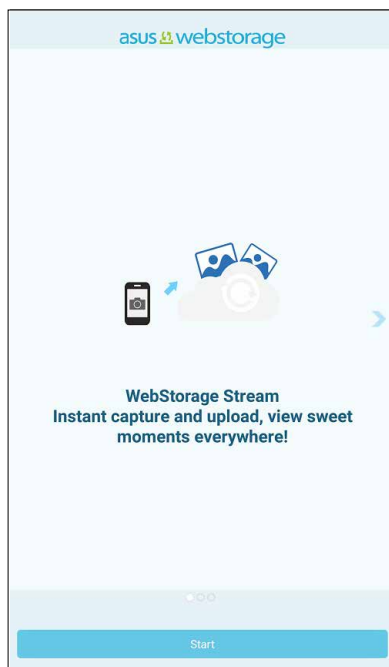 asus webstorage
WebStorage Stream
Instant capture and upload, view sweet
moments everywhere!
Start